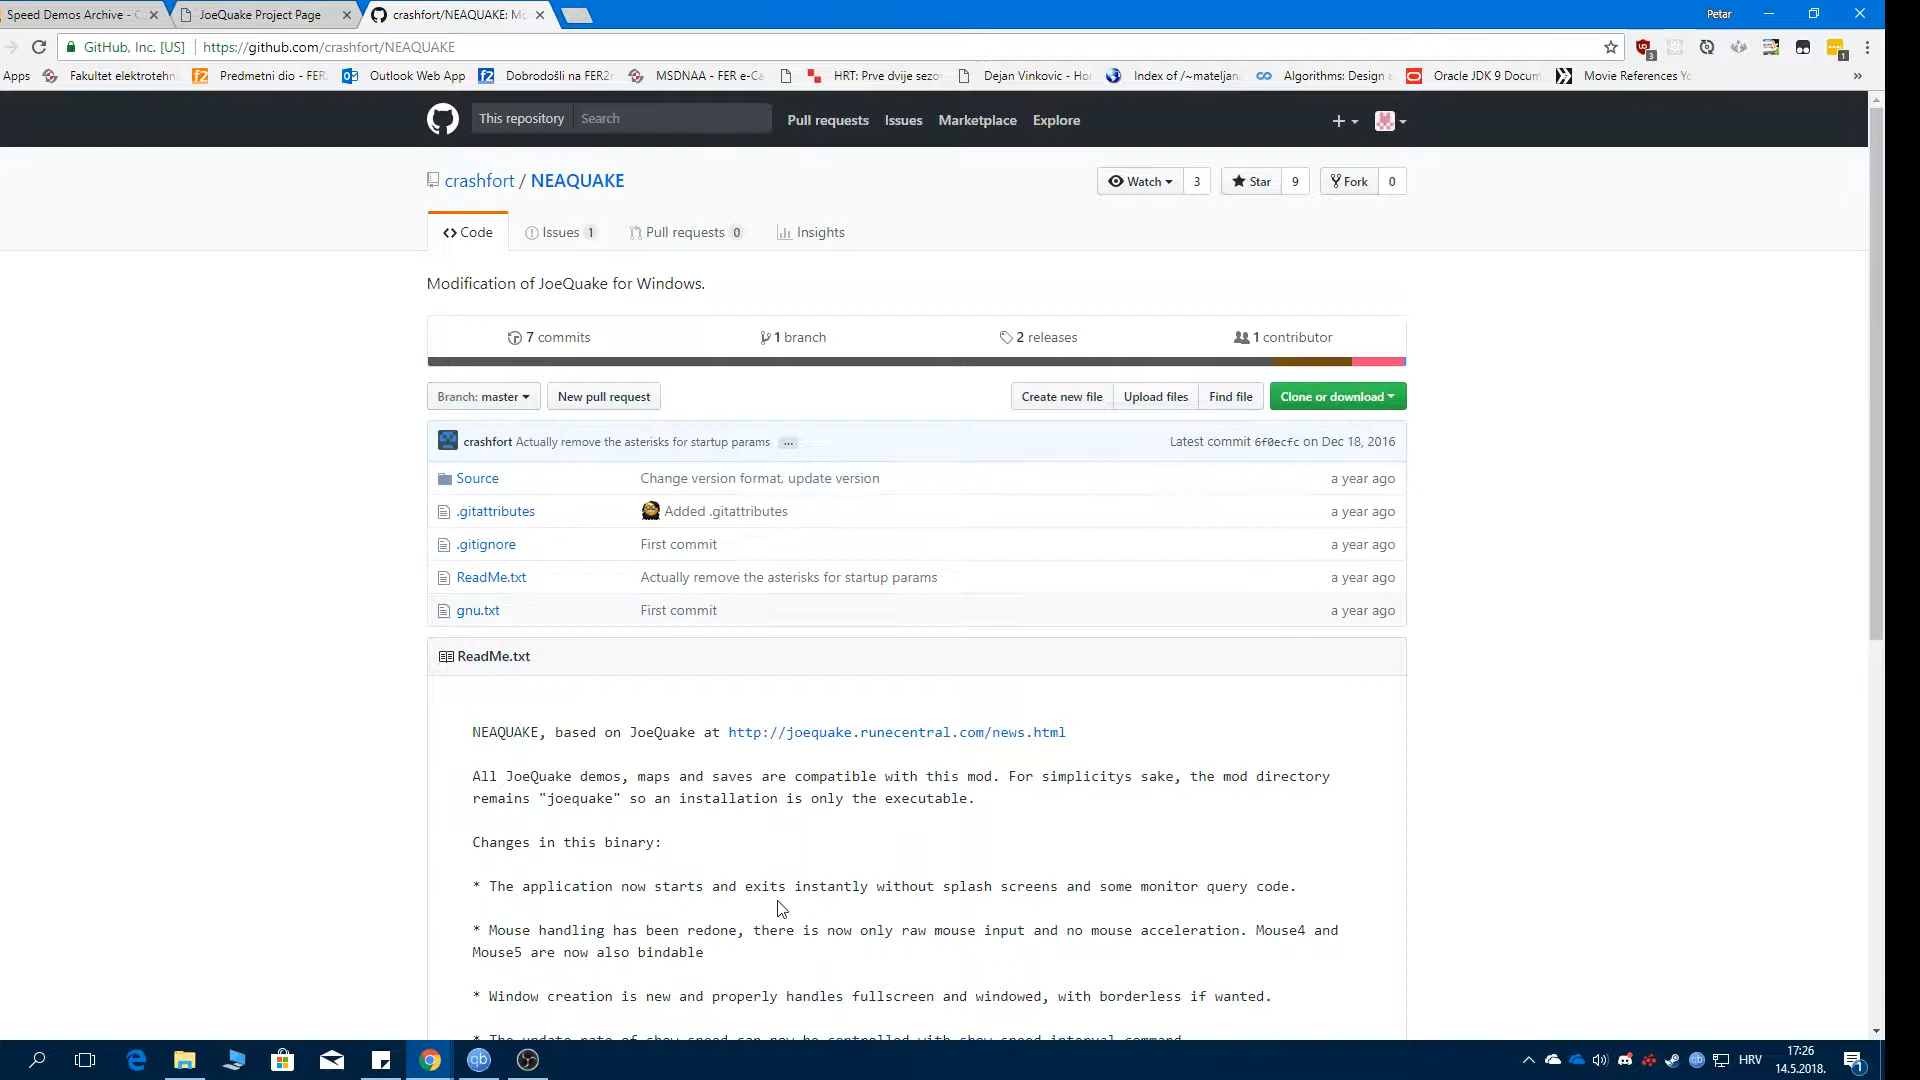 Speed Demos Archive -
JoeQuake Project Page
crashfort/NEAQUAKE: Mo
Petar
GitHub, Inc. [US] https://github.com/crashfort/NEAQUAKE
Apps Fakultet elektrotehn Predmetni dio - FER Outlook Web App Dobrodošli na FER2 MSDNAA - FER e-Ca HRT: Prve dvije sezo Dejan Vinkovic - Ho Index of /~mateljan Algorithms: Design Oracle JDK 9 Docum Movie References Yo »
This repository Search Pull requests Issues Marketplace Explore
crashfort / NEAQUAKE
Watch 3 Star 9 Fork 0
Code Issues 1 Pull requests 0 Insights
Modification of JoeQuake for Windows.
7 commits 1 branch 2 releases 1 contributor
Branch: master New pull request Create new file Upload files Find file Clone or download
crashfort Actually remove the asterisks for startup params ... Latest commit 6f0ecfc on Dec 18, 2016
Source Change version format, update version a year ago
.gitattributes Added .gitattributes a year ago
.gitignore First commit a year ago
ReadMe.txt Actually remove the asterisks for startup params a year ago
gnu.txt First commit a year ago
ReadMe.txt
NEAQUAKE, based on JoeQuake at http://joequake.runecentral.com/news.html
All JoeQuake demos, maps and saves are compatible with this mod. For simplicitys sake, the mod directory
remains "joequake" so an installation is only the executable.
Changes in this binary:
* The application now starts and exits instantly without splash screens and some monitor query code.
* Mouse handling has been redone, there is now only raw mouse input and no mouse acceleration. Mouse4 and
Mouse5 are now also bindable
* Window creation is new and properly handles fullscreen and windowed, with borderless if wanted.
* The update rate of show_speed can now be controlled with show_speed_interval command.
HRV
17:26
14.5.2018.